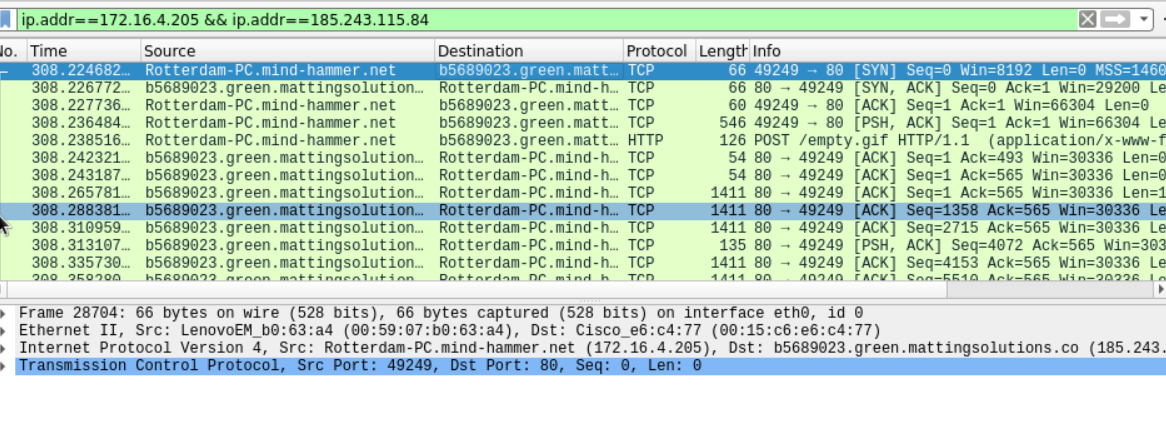 ip.addr==172.16.4.205 && ip.addr==185.243.115.84
No. Time Source Destination Protocol Length Info
308.224682… Rotterdam-PC.mind-hammer.net b5689023.green.matt… TCP 66 49249 → 80 [SYN] Seq=0 Win=8192 Len=0 MSS=1460
308.226772… b5689023.green.mattingsolution… Rotterdam-PC.mind-h… TCP 66 80 → 49249 [SYN, ACK] Seq=0 Ack=1 Win=29200 Le
308.227736… Rotterdam-PC.mind-hammer.net b5689023.green.matt… TCP 60 49249 → 80 [ACK] Seq=1 Ack=1 Win=66304 Len=0
308.236484… Rotterdam-PC.mind-hammer.net b5689023.green.matt… TCP 546 49249 → 80 [PSH, ACK] Seq=1 Ack=1 Win=66304 Le
308.238516… Rotterdam-PC.mind-hammer.net b5689023.green.matt… HTTP 126 POST /empty.gif HTTP/1.1 (application/x-www-f
308.242321… b5689023.green.mattingsolution… Rotterdam-PC.mind-h… TCP 54 80 → 49249 [ACK] Seq=1 Ack=493 Win=30336 Len=0
308.243187… b5689023.green.mattingsolution… Rotterdam-PC.mind-h… TCP 54 80 → 49249 [ACK] Seq=1 Ack=565 Win=30336 Len=0
308.265781… b5689023.green.mattingsolution… Rotterdam-PC.mind-h… TCP 1411 80 → 49249 [ACK] Seq=1 Ack=565 Win=30336 Len=1
308.288381… b5689023.green.mattingsolution… Rotterdam-PC.mind-h… TCP 1411 80 → 49249 [ACK] Seq=1358 Ack=565 Win=30336 Le
308.310959… b5689023.green.mattingsolution… Rotterdam-PC.mind-h… TCP 1411 80 → 49249 [ACK] Seq=2715 Ack=565 Win=30336 Le
308.313107… b5689023.green.mattingsolution… Rotterdam-PC.mind-h… TCP 135 80 → 49249 [PSH, ACK] Seq=4072 Ack=565 Win=303
308.335730… b5689023.green.mattingsolution… Rotterdam-PC.mind-h… TCP 1411 80 → 49249 [ACK] Seq=4153 Ack=565 Win=30336 Le
308.358280… b5689023.green.mattingsolution… Rotterdam-PC.mind-h… TCP 1411 80 → 49249 [ACK] Seq=5510 Ack=565 Win=30336 Le
Frame 28704: 66 bytes on wire (528 bits), 66 bytes captured (528 bits) on interface eth0, id 0
Ethernet II, Src: LenovoEM_b0:63:a4 (00:59:07:b0:63:a4), Dst: Cisco_e6:c4:77 (00:15:c6:e6:c4:77)
Internet Protocol Version 4, Src: Rotterdam-PC.mind-hammer.net (172.16.4.205), Dst: b5689023.green.mattingsolutions.co (185.243.
Transmission Control Protocol, Src Port: 49249, Dst Port: 80, Seq: 0, Len: 0